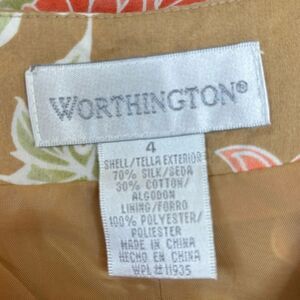 WORTHINGTON®
4
SHELL/TELLA EXTERIOR
70% SILK/SEDA
30% COTTON/
ALGODON
LINING/FORRO
100% POLYESTER/
POLIESTER
MADE IN CHINA
HECHO EN CHINA
WPL #11935